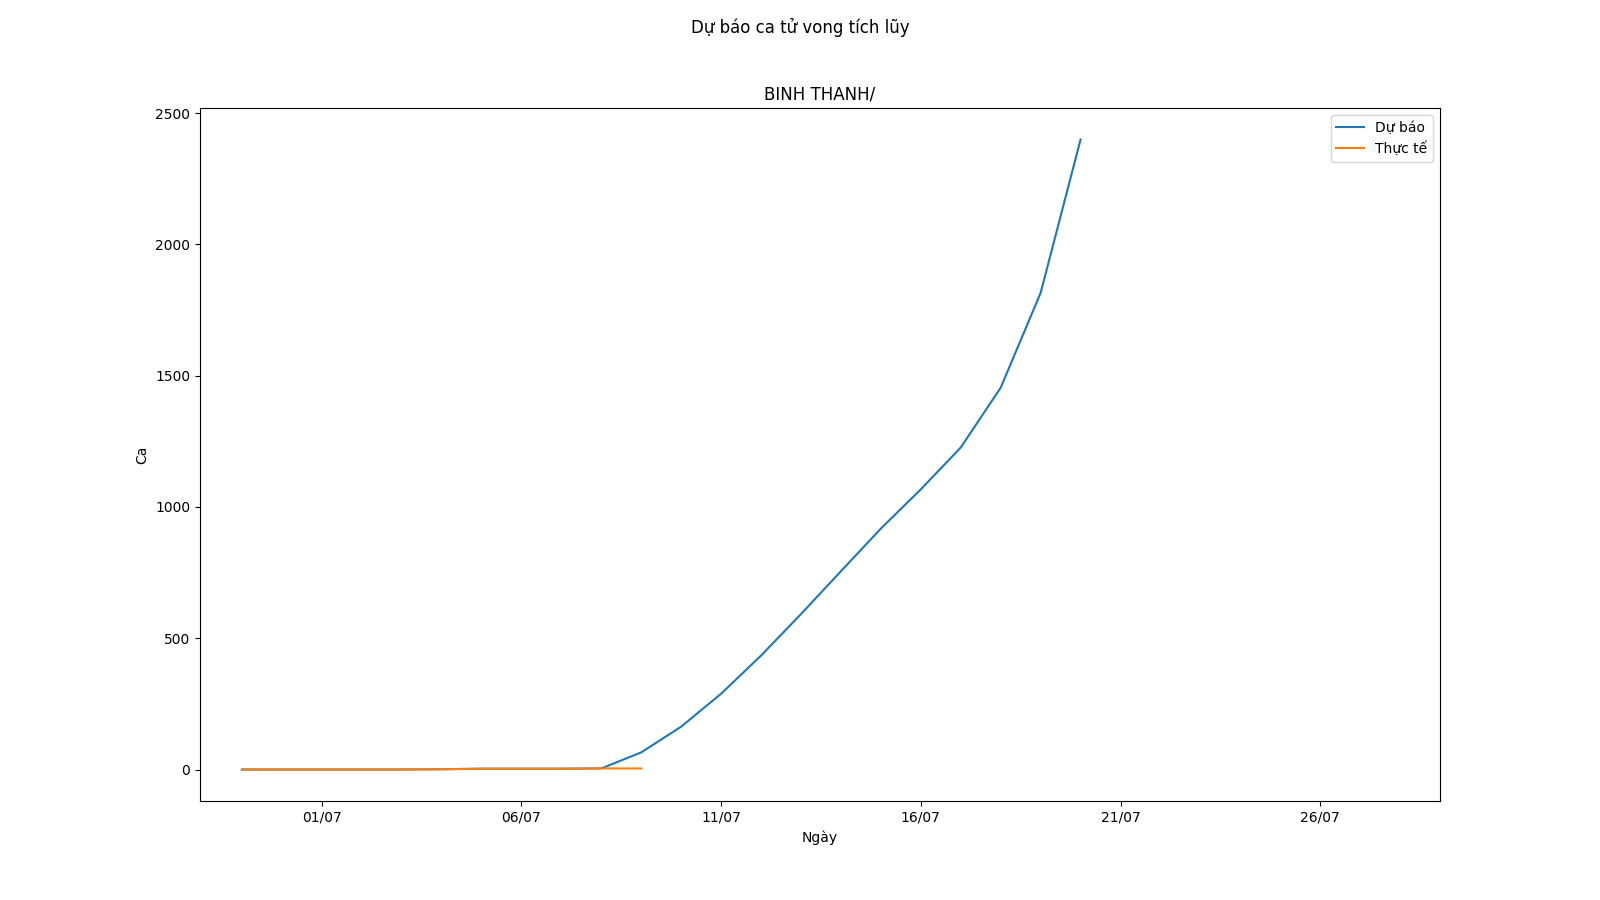 Dự báo ca tử vong tích lũy
BINH THANH/
Dự báo
Thực tế
2500
2000
1500
1000
500
0
Ca
01/07
06/07
11/07
16/07
21/07
26/07
Ngày